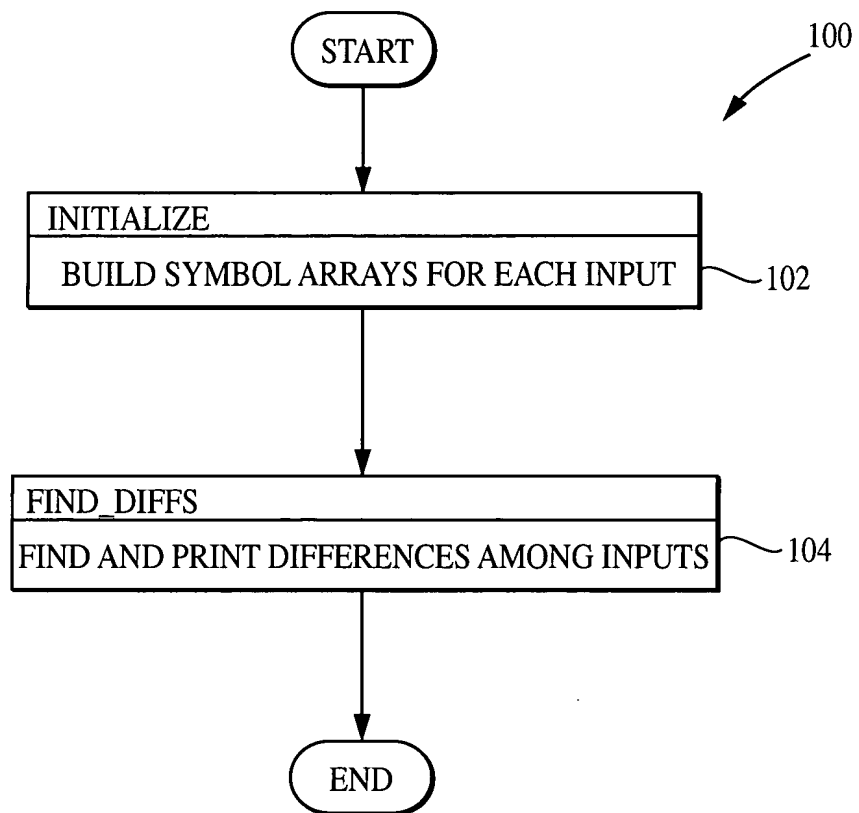 START
100
INITIALIZE
BUILD SYMBOL ARRAYS FOR EACH INPUT
102
FIND_DIFFS
FIND AND PRINT DIFFERENCES AMONG INPUTS
104
END